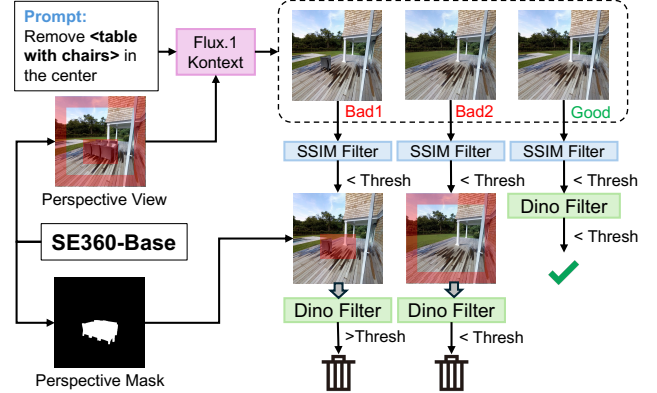 Prompt:
Remove <table
with chairs> in
the center
Flux.1
Kontext
Bad1
Bad2
Good
SSIM Filter
SSIM Filter
SSIM Filter
< Thresh
< Thresh
< Thresh
Perspective View
Dino Filter
< Thresh
SE360-Base
Dino Filter
Dino Filter
>Thresh
< Thresh
Perspective Mask